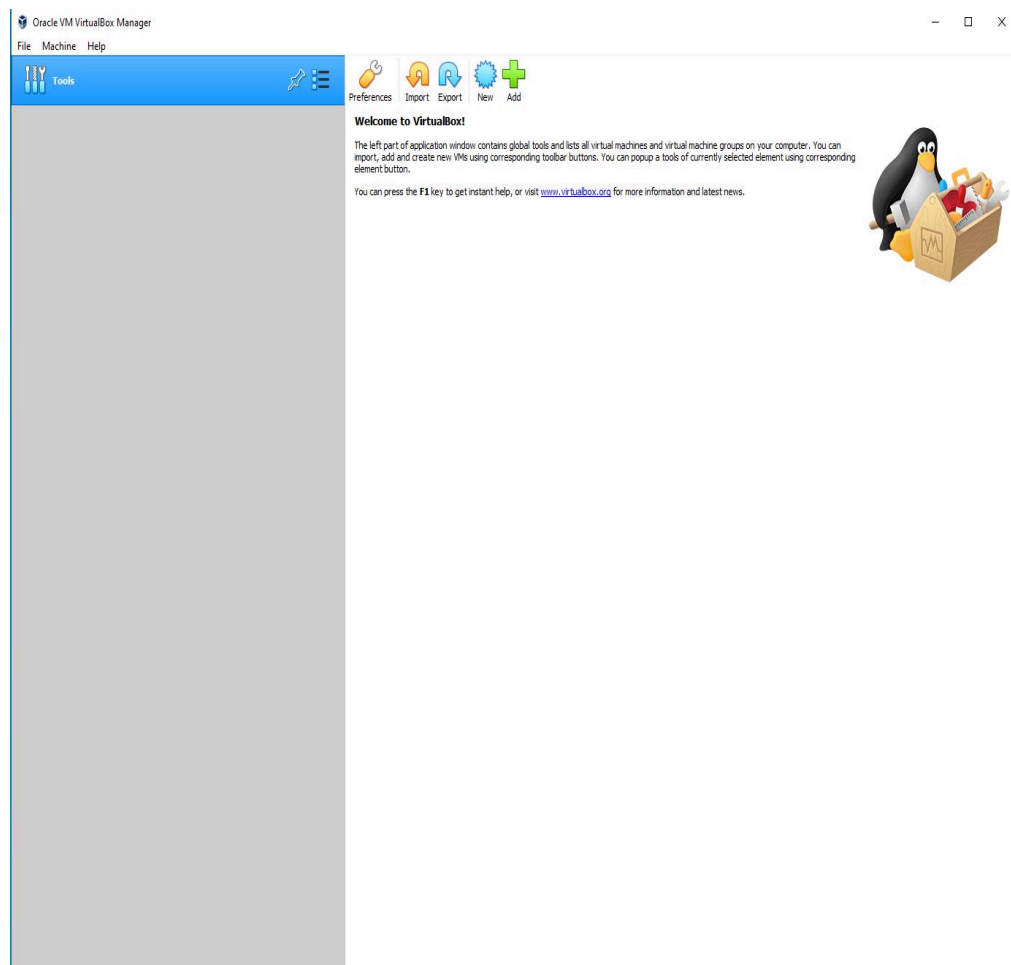 Oracle VM VirtualBox Manager
File Machine Help
Tools
Preferences Import Export New Add
Welcome to VirtualBox!
The left part of application window contains global tools and lists all virtual machines and virtual machine groups on your computer. You can
import, add and create new VMs using corresponding toolbar buttons. You can popup a tools of currently selected element using corresponding
element button.
You can press the F1 key to get instant help, or visit www.virtualbox.org for more information and latest news.